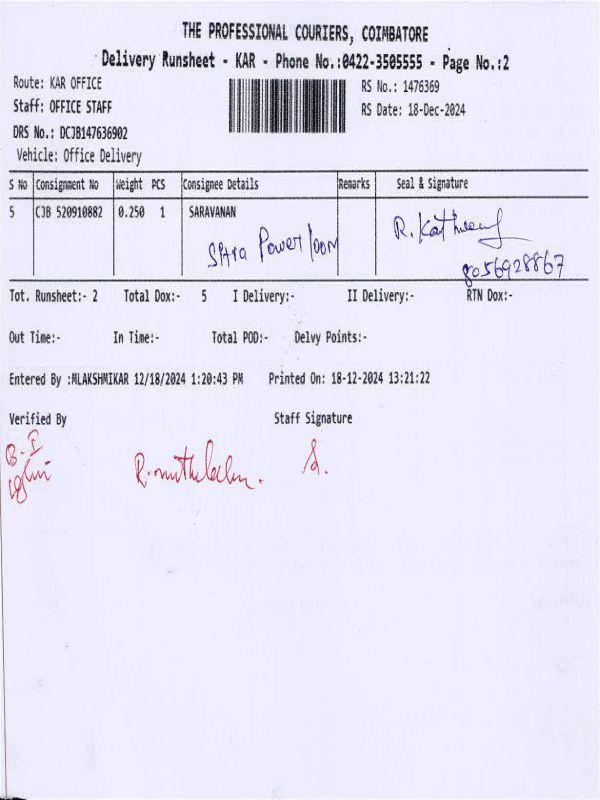 THE PROFESSIONAL COURIERS, COIMBATORE
Delivery Runsheet - KAR - Phone No.:0422-3505555 - Page No.:2
Route: KAR OFFICE
RS No.: 1476369
Staff: OFFICE STAFF
RS Date: 18-Dec-2024
DRS No.: DCJB147636902
Vehicle: Office Delivery
S No Consignment No Weight PCS Consignee Details Remarks Seal & Signature
5 CJB 520910882 0.250 1 SARAVANAN
Power loom
R.
8056928867
Tot. Runsheet:- 2 Total Dox:- 5 I Delivery:- II Delivery:- RTN Dox:-
Out Time:- In Time:- Total POD:- Delvy Points:-
Entered By :MLAKSHMIKAR 12/18/2024 1:20:43 PM Printed On: 18-12-2024 13:21:22
Verified By Staff Signature